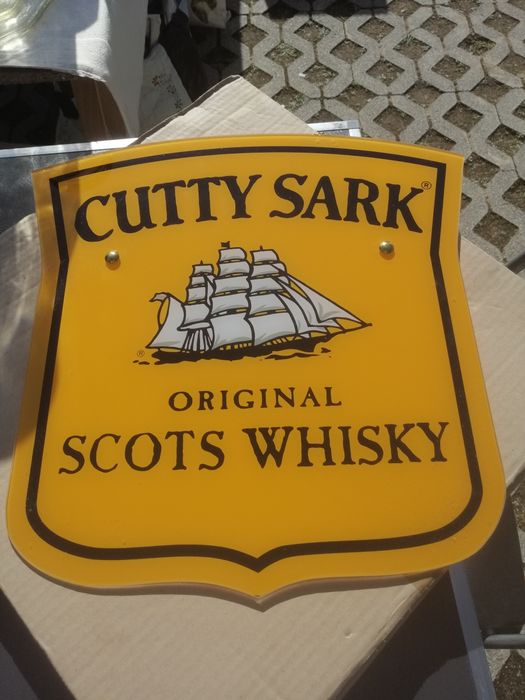 CUTTY SARK®
®
ORIGINAL
SCOTS WHISKY